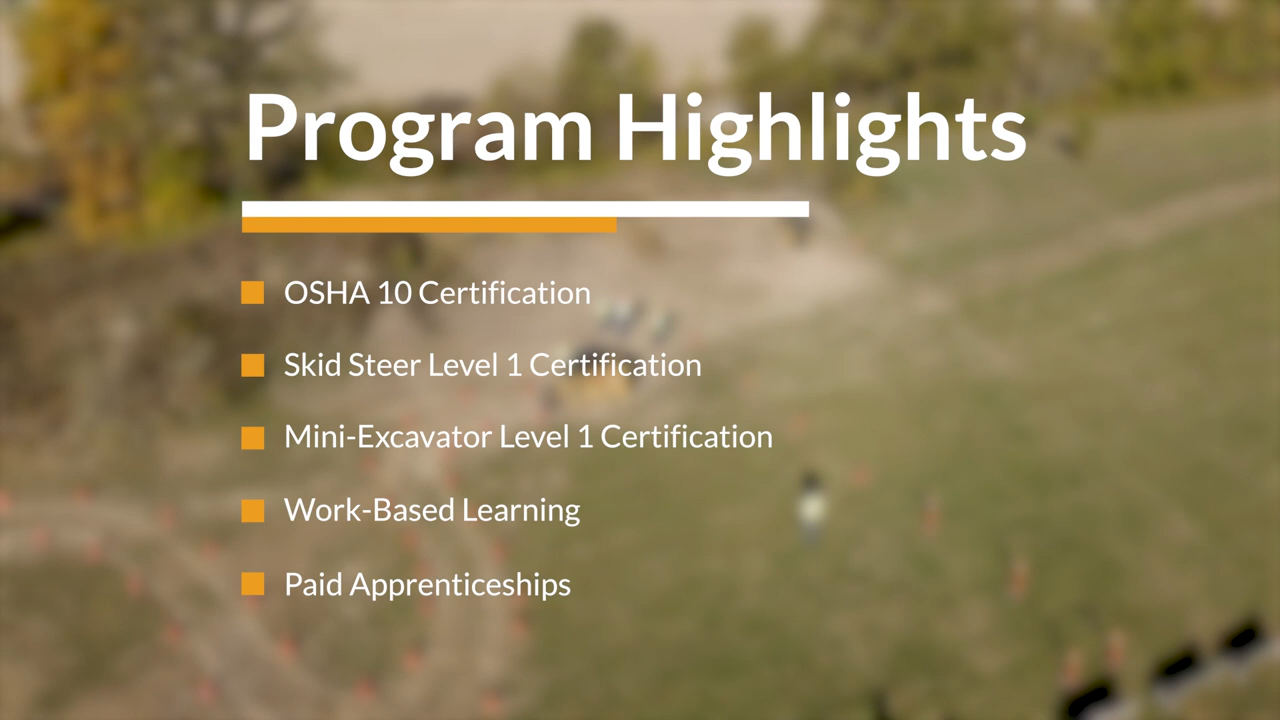 Program Highlights
OSHA 10 Certification
Skid Steer Level 1 Certification
Mini-Excavator Level 1 Certification
Work-Based Learning
Paid Apprenticeships